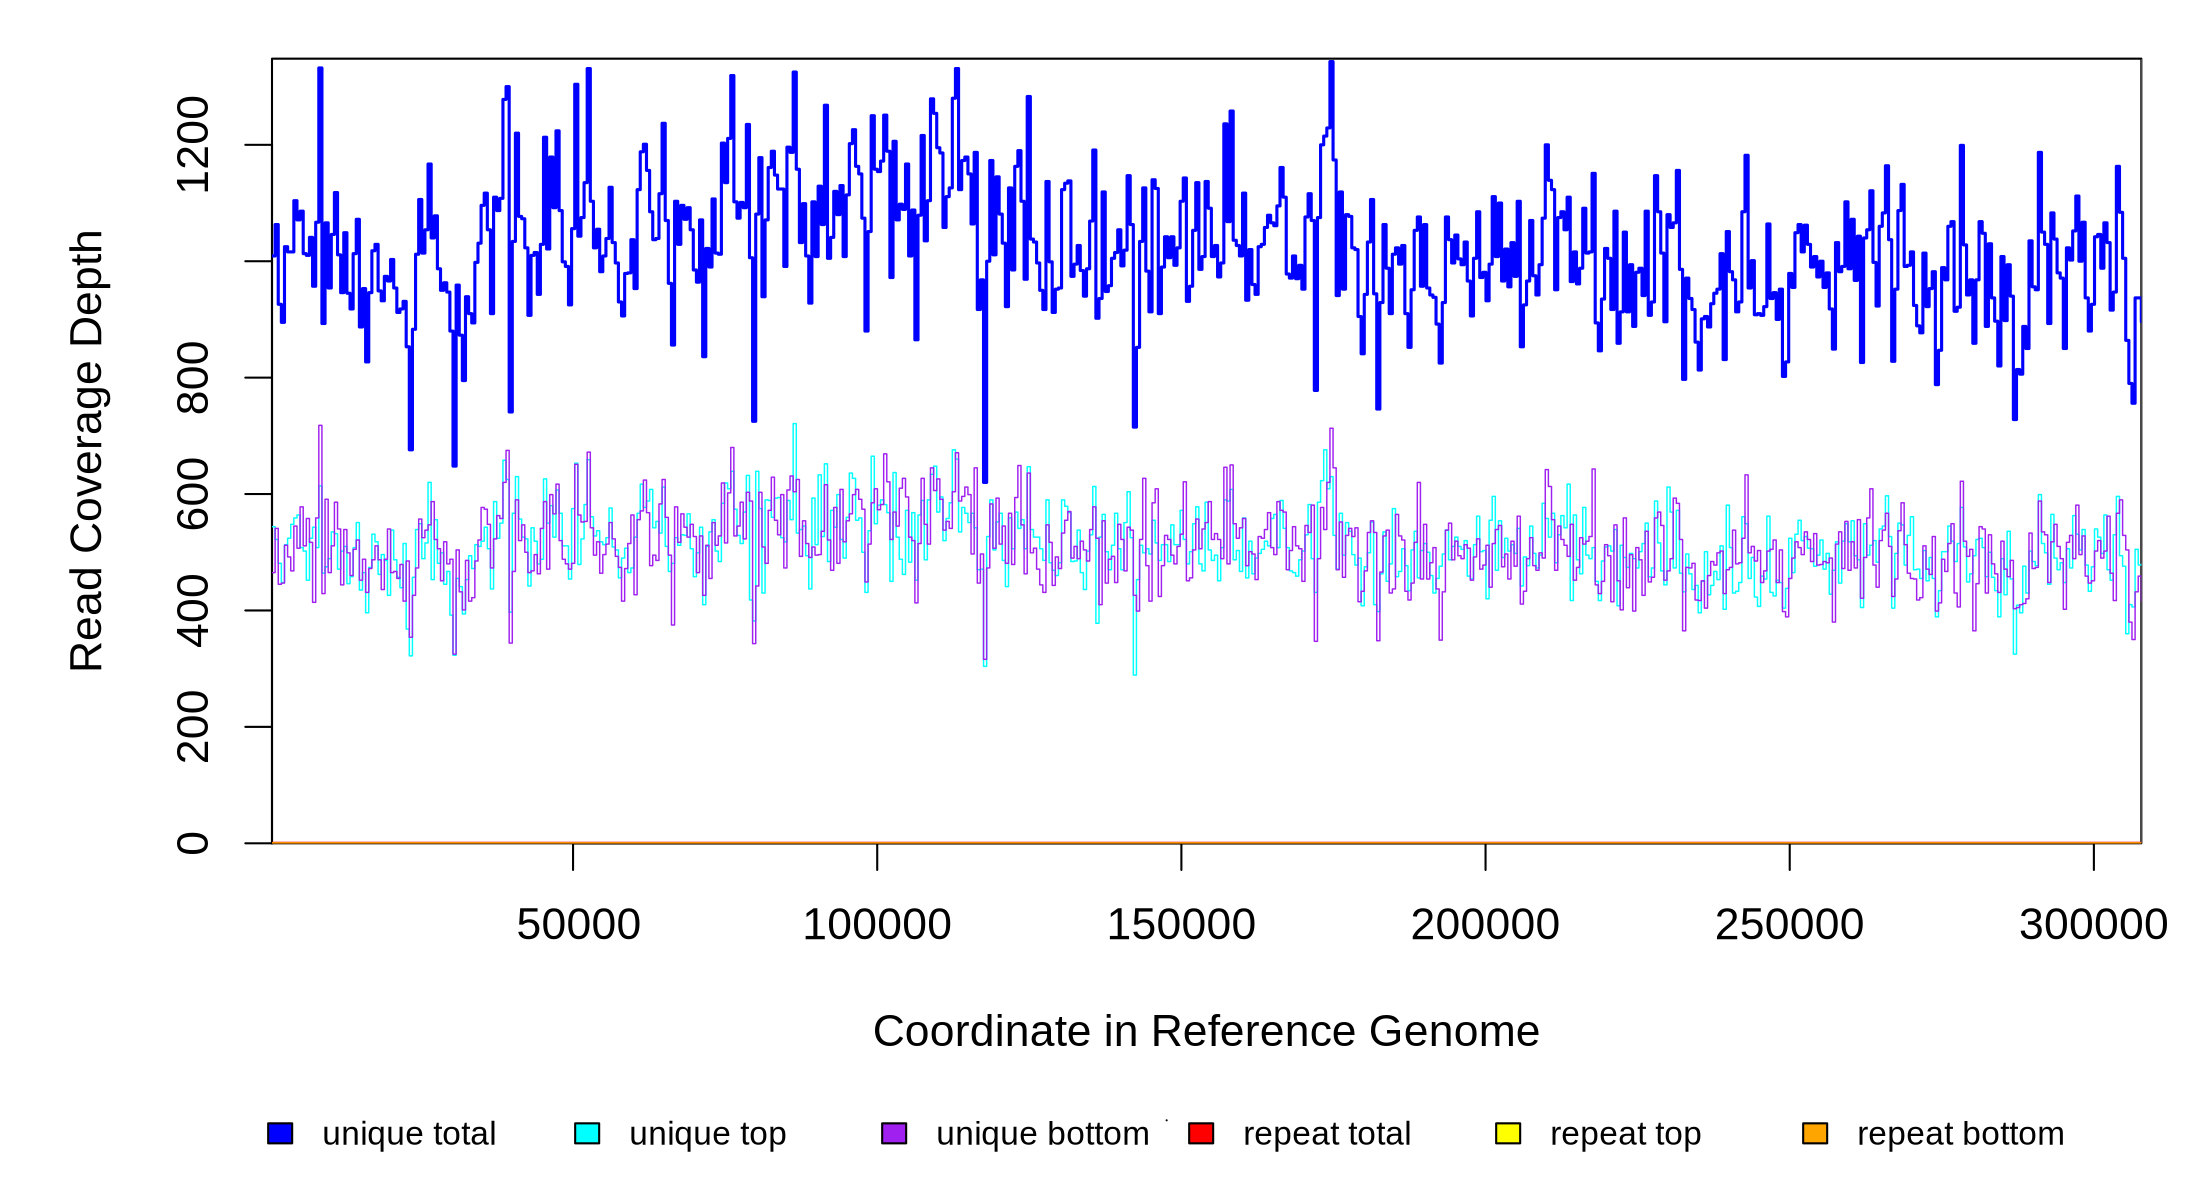 Read Coverage Depth
1200
800
600
400
200
0
50000 100000 150000 200000 250000 300000
Coordinate in Reference Genome
unique total unique top unique bottom repeat total repeat top repeat bottom